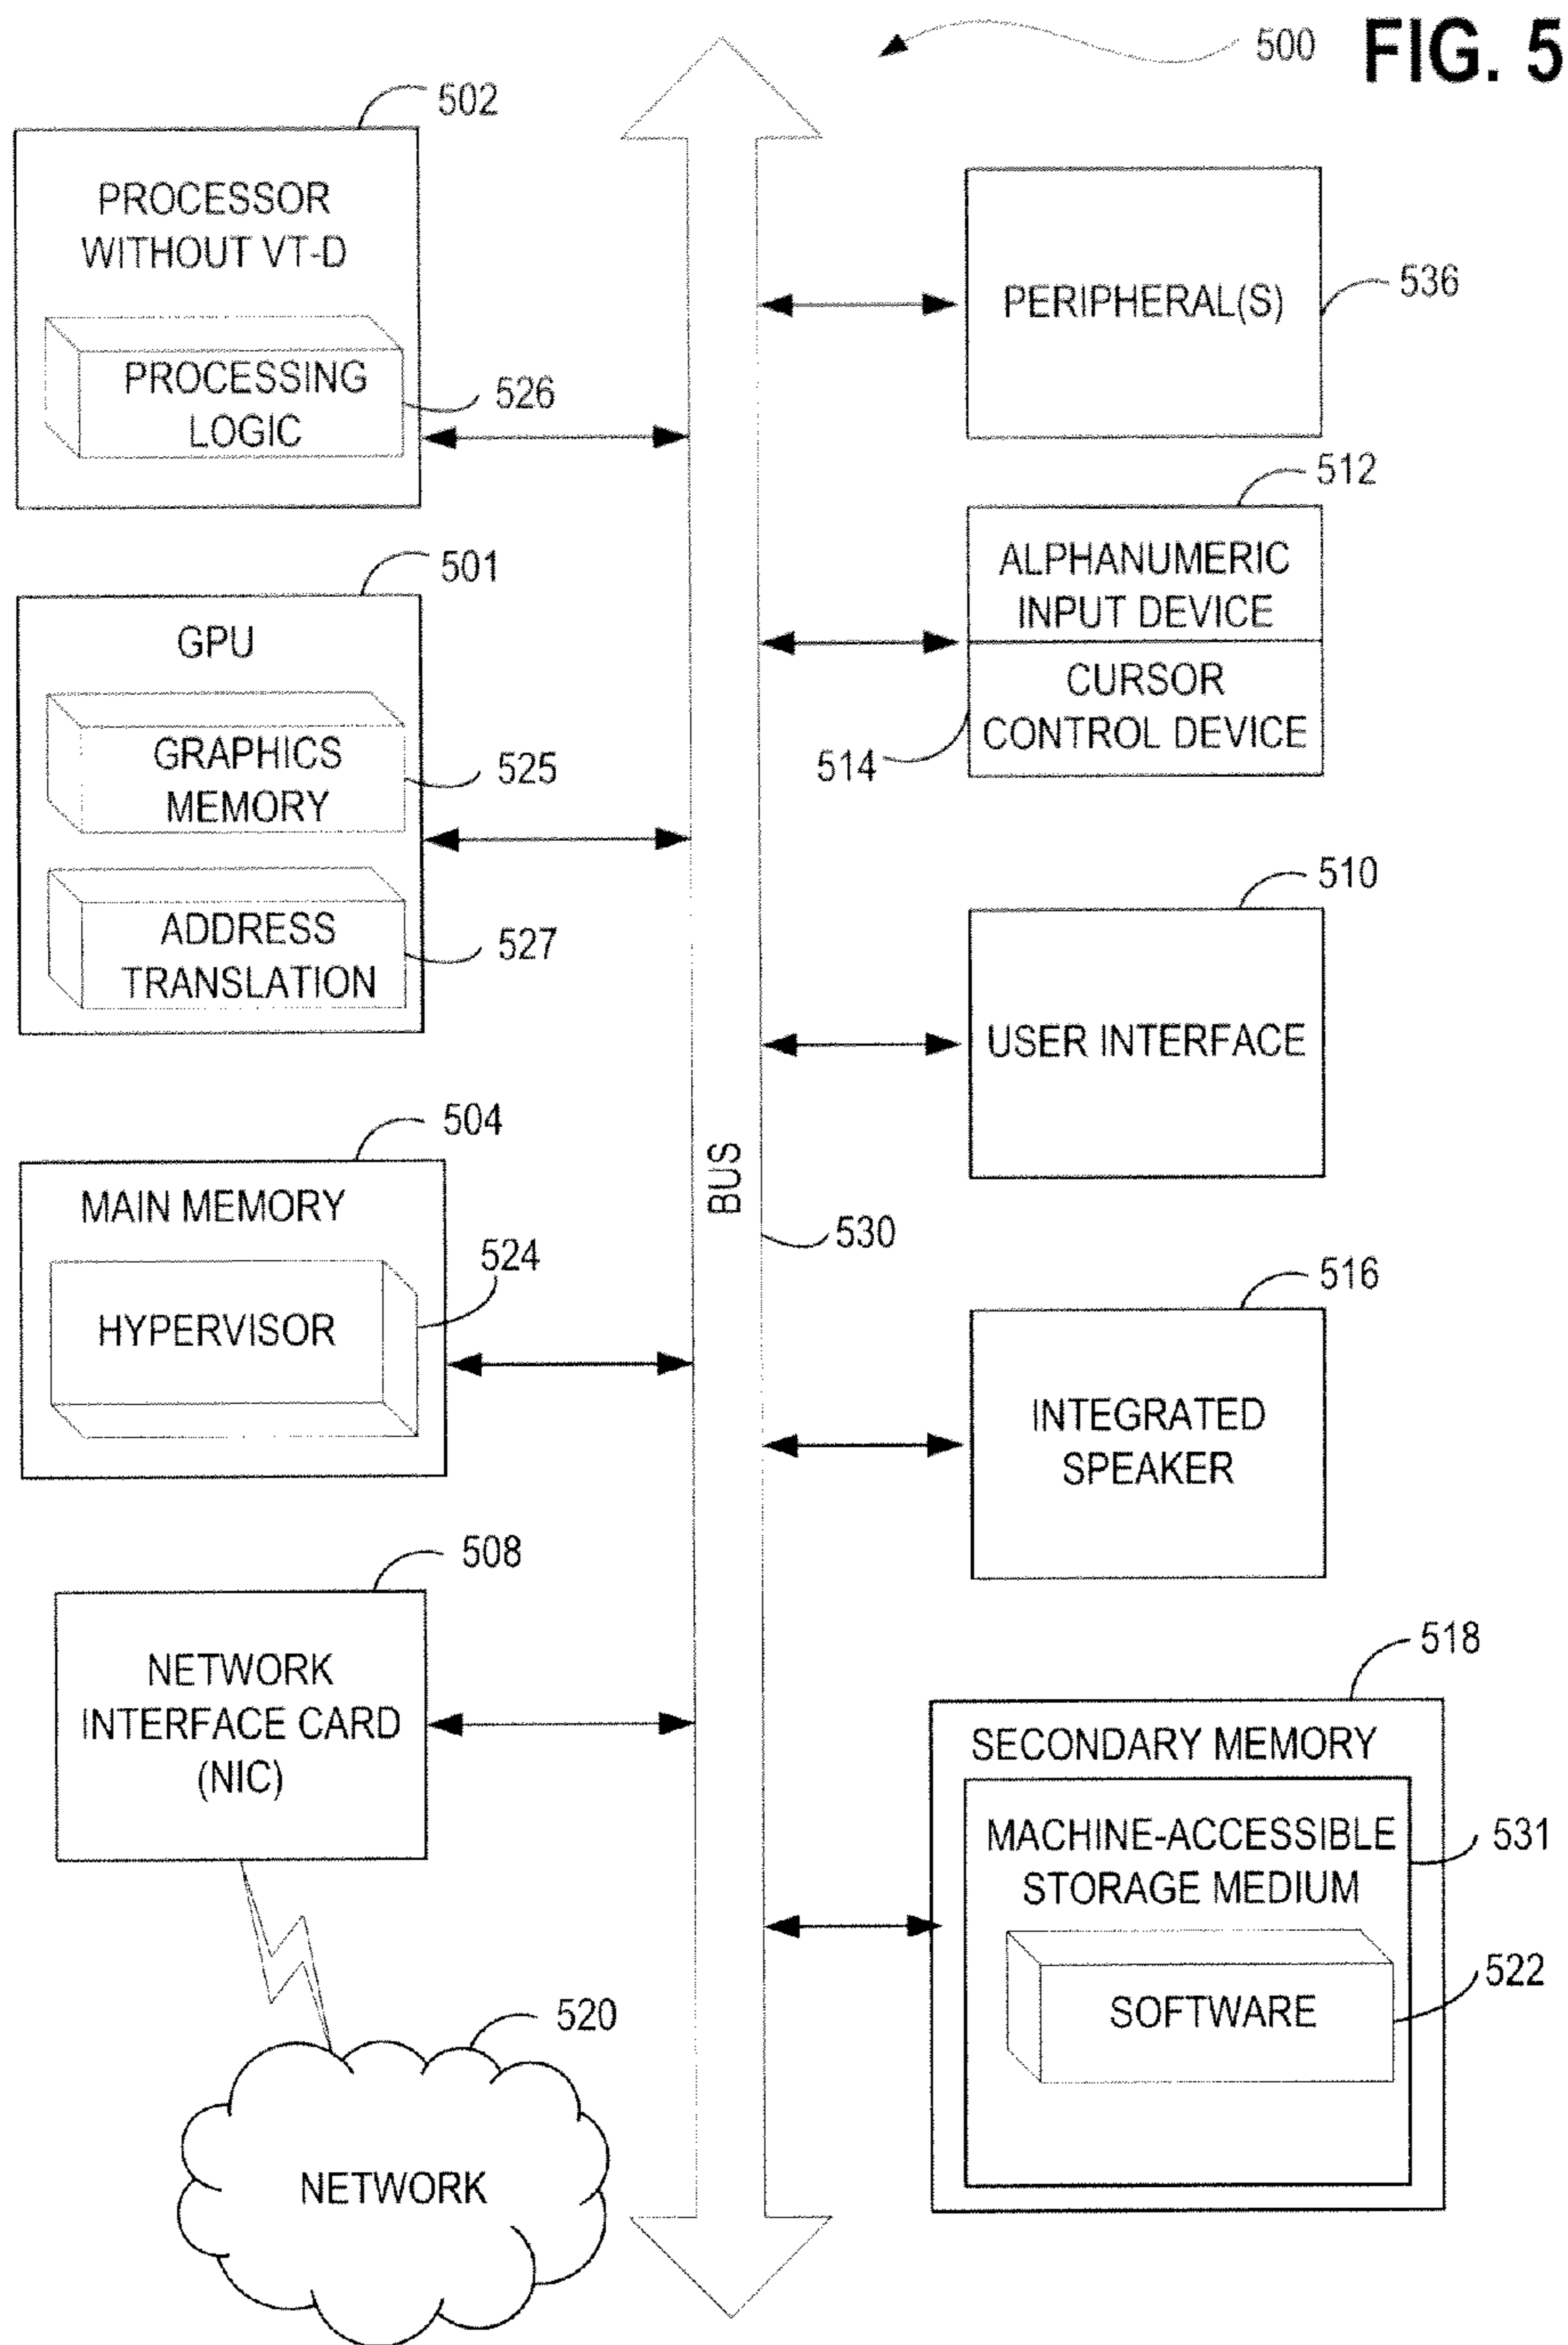 FIG. 5
500
502
PROCESSOR
WITHOUT VT-D
PROCESSING
LOGIC
526
501
GPU
GRAPHICS
MEMORY
525
ADDRESS
TRANSLATION
527
504
MAIN MEMORY
524
HYPERVISOR
508
NETWORK
INTERFACE CARD
(NIC)
520
NETWORK
BUS
530
PERIPHERAL(S)
536
512
ALPHANUMERIC
INPUT DEVICE
CURSOR
CONTROL DEVICE
514
510
USER INTERFACE
516
INTEGRATED
SPEAKER
518
SECONDARY MEMORY
MACHINE-ACCESSIBLE
STORAGE MEDIUM
531
SOFTWARE
522